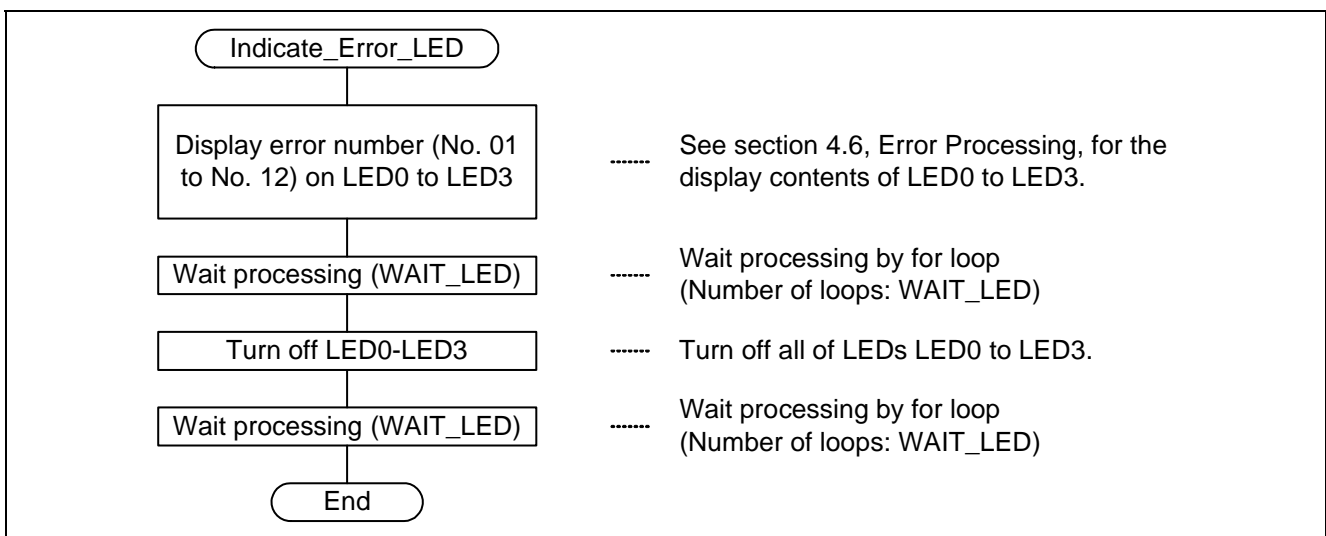 Indicate_Error_LED
Display error number (No. 01
to No. 12) on LED0 to LED3
See section 4.6, Error Processing, for the
display contents of LED0 to LED3.
Wait processing (WAIT_LED)
Wait processing by for loop
(Number of loops: WAIT_LED)
Turn off LED0-LED3
Turn off all of LEDs LED0 to LED3.
Wait processing (WAIT_LED)
Wait processing by for loop
(Number of loops: WAIT_LED)
End